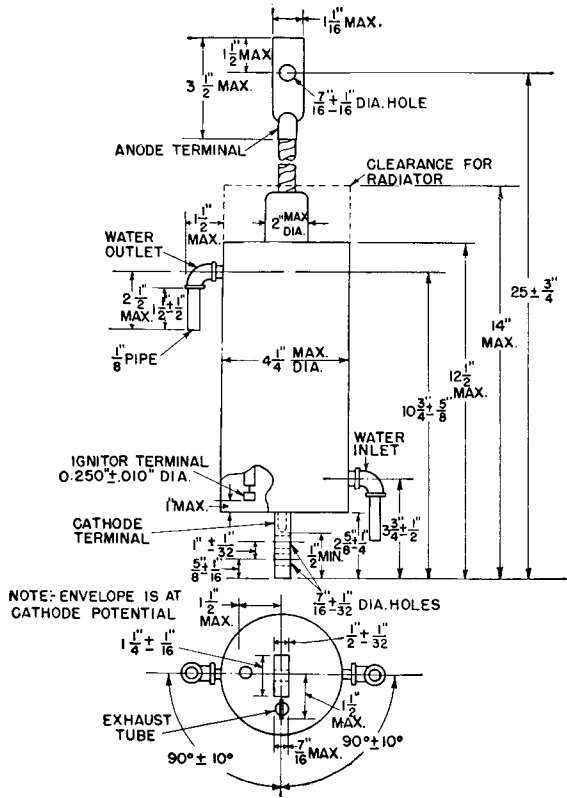 1 1/16" MAX.
1 1/2" MAX
3 1/2" MAX.
7/16" ± 1/16" DIA. HOLE
ANODE TERMINAL
CLEARANCE FOR
RADIATOR
1 1/2"
MAX.
2" MAX
DIA.
WATER
OUTLET
2 1/2"
MAX.
1 1/2" ± 1/2"
25 ± 3/4"
14"
MAX.
1/8" PIPE
4 1/4" MAX.
DIA.
12 1/2"
MAX.
10 3/4" ± 5/8"
WATER
INLET
IGNITOR TERMINAL
0.250" ± .010" DIA.
1" MAX.
CATHODE
TERMINAL
1" ± 1/32"
1/2" MIN.
2 5/8" ± 1/4"
3 3/4" ± 1/2"
5/8" ± 1/16"
7/16" ± 1/32" DIA. HOLES
NOTE:- ENVELOPE IS AT
CATHODE POTENTIAL
1 1/2"
MAX.
1 1/4" ± 1/16"
1/2" ± 1/32"
1 1/2"
MAX.
EXHAUST
TUBE
7/16" MAX.
90° ± 10°
90° ± 10°